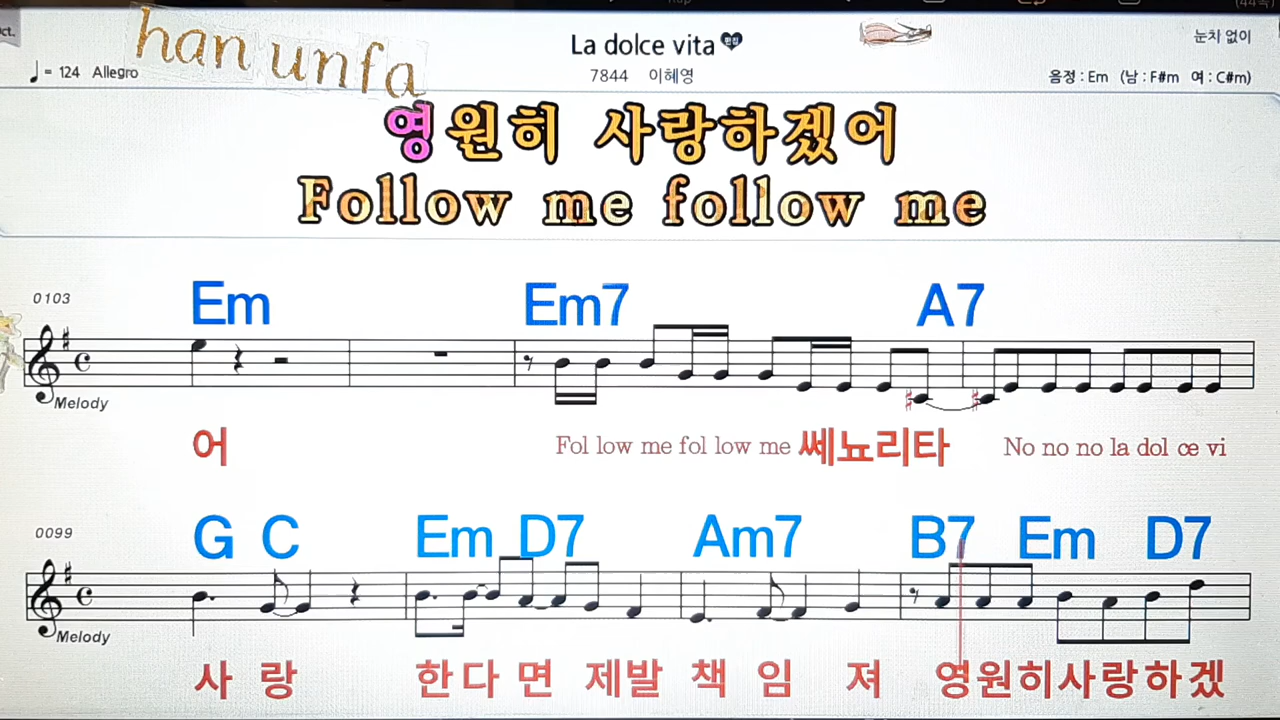 han unfa
La dolce vita 편집
눈차 없이
♩ = 124 Allegro
7844 이혜영
음정 : Em (남 : F#m 여 : C#m)
영원히 사랑하겠어
Follow me follow me
0103
Em Em7 A7
Melody
어 Fol low me fol low me 쎄뇨리타 No no no la dol ce vi
0099
G C Em D7 Am7 B7 Em D7
Melody
사 랑 한다 면 제발 책 임 져 영원히사랑하겠